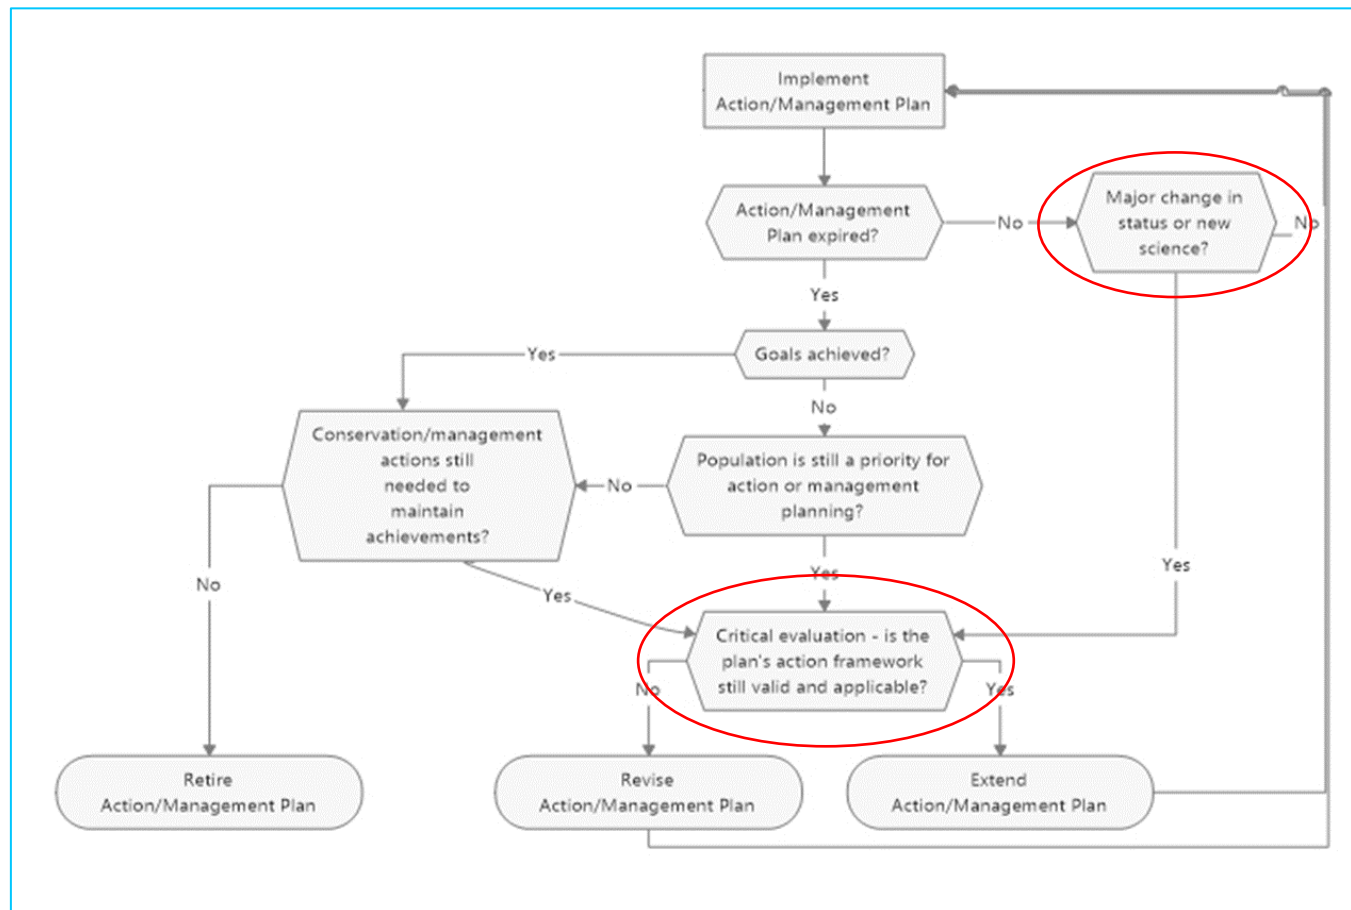 Implement
Action/Management Plan
Action/Management
Plan expired?
No
Major change in
status or new
science?
No
Yes
Goals achieved?
Yes
No
Conservation/management
actions still
needed to
maintain
achievements?
No
Population is still a priority for
action or management
planning?
No
Yes
Yes
Yes
Critical evaluation - is the
plan's action framework
still valid and applicable?
No
Yes
Retire
Action/Management Plan
Revise
Action/Management Plan
Extend
Action/Management Plan